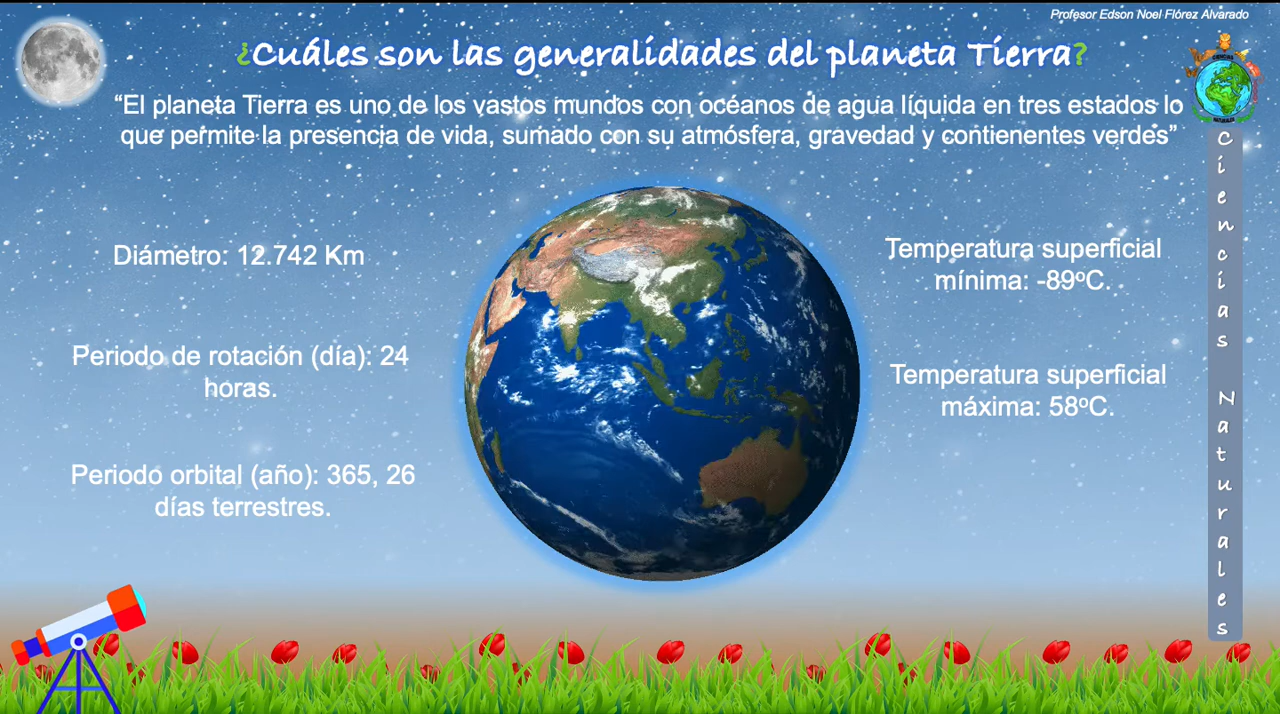 Profesor Edson Noel Flórez Alvarado
¿Cuáles son las generalidades del planeta Tierra?
“El planeta Tierra es uno de los vastos mundos con océanos de agua líquida en tres estados lo
que permite la presencia de vida, sumado con su atmósfera, gravedad y contienentes verdes”
Diámetro: 12.742 Km
Periodo de rotación (día): 24
horas.
Periodo orbital (año): 365, 26
días terrestres.
Temperatura superficial
mínima: -89ºC.
Temperatura superficial
máxima: 58ºC.
CIENCIAS
NATURALES
Ciencias Naturales